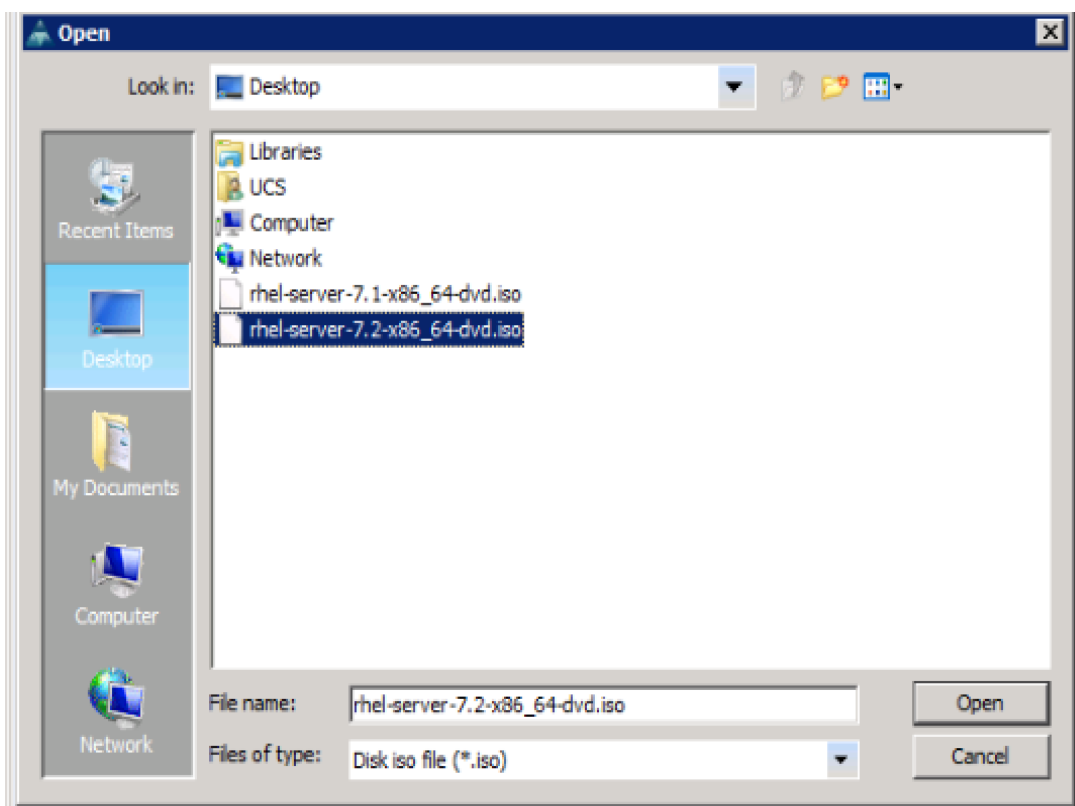 Open
Look in: Desktop
Libraries
UCS
Computer
Network
rhel-server-7.1-x86_64-dvd.iso
rhel-server-7.2-x86_64-dvd.iso
Recent Items
Desktop
My Documents
Computer
Network
File name: rhel-server-7.2-x86_64-dvd.iso Open
Files of type: Disk iso file (*.iso) Cancel